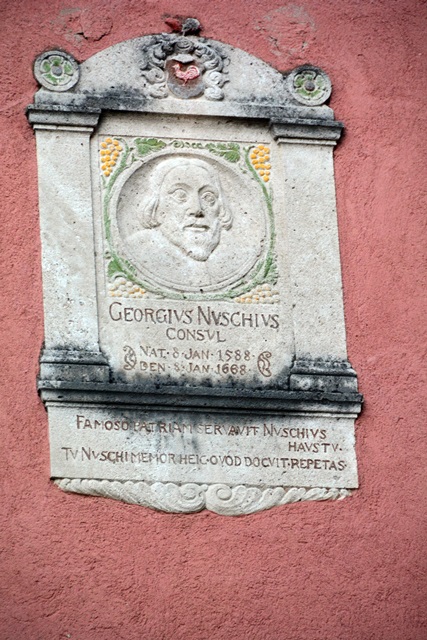 GEORGIVS NVSCHIVS
CONSVL
NAT · 6 · JAN · 1588 ·
DEN · 8 · JAN · 1668 ·
FAMOSO PATRIAM SERVAVIT NVSCHIVS
HAVSTV ·
TV NVSCHI MEMOR HEIC · QVOD DOCVIT · REPETAS ·